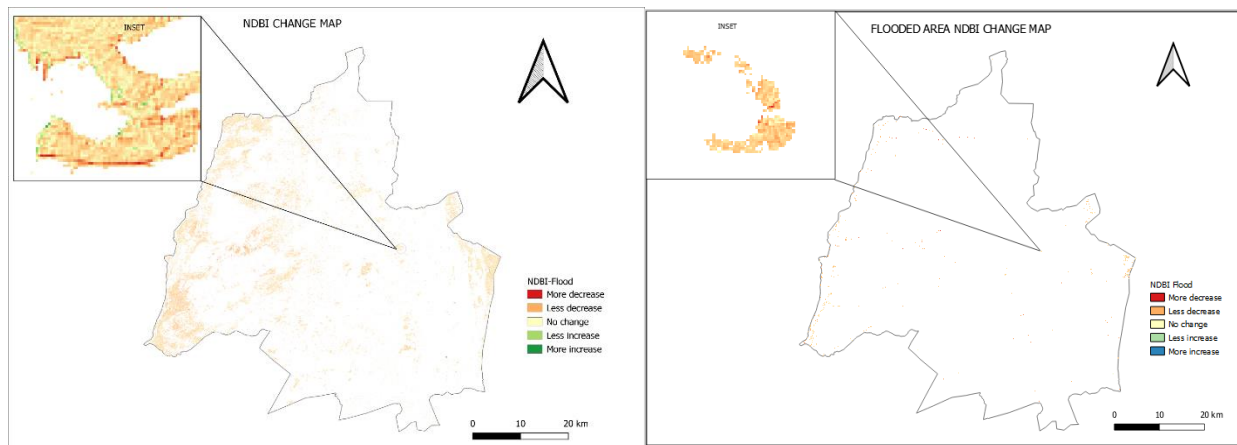 INSET
NDBI CHANGE MAP
NDBI-Flood
More decrease
Less decrease
No change
Less increase
More increase
0 10 20 km
INSET
FLOODED AREA NDBI CHANGE MAP
NDBI Flood
More decrease
Less decrease
No change
Less increase
More increase
0 10 20 km